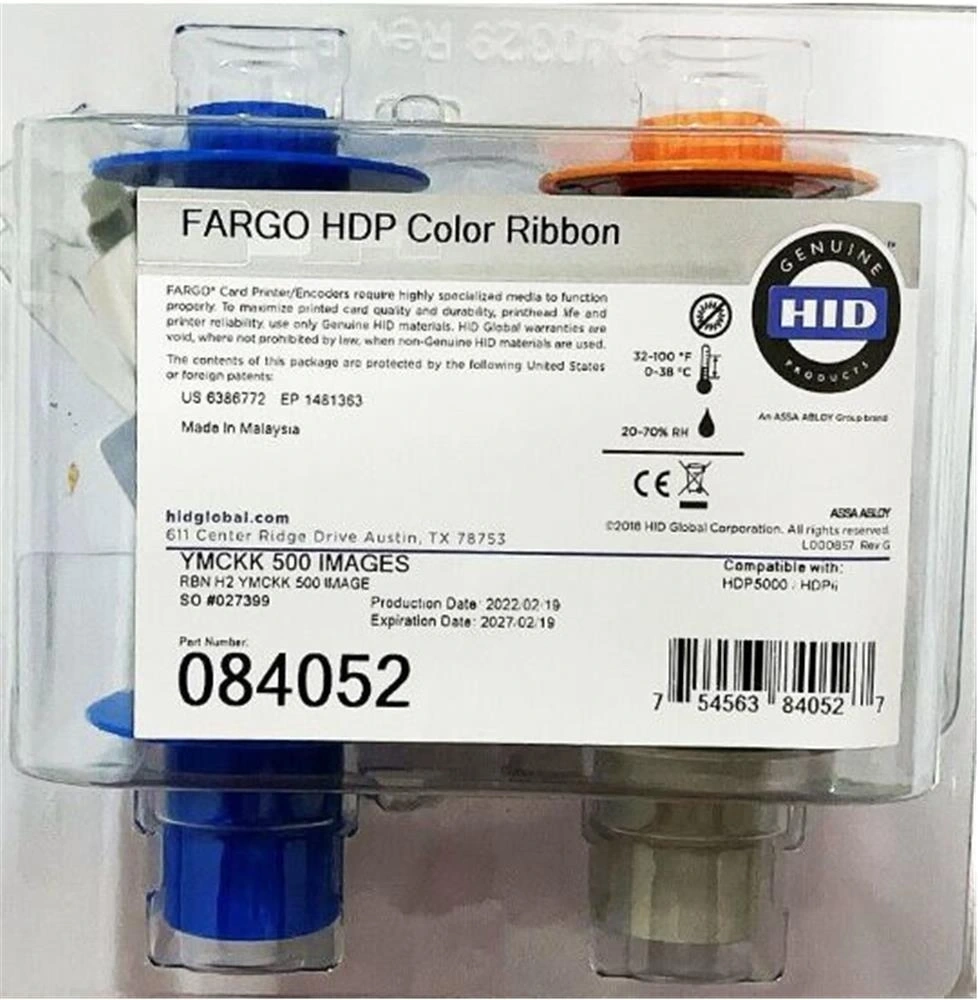 FARGO HDP Color Ribbon
GENUINE
HID
PRODUCTS
™
FARGO® Card Printer/Encoders require highly specialized media to function
properly. To maximize printed card quality and durability, printhead life and
printer reliability, use only Genuine HID materials. HID Global warranties are
void, where not prohibited by law, when non-Genuine HID materials are used.
The contents of this package are protected by the following United States
or foreign patents:
US 6386772 EP 1481363
Made in Malaysia
32-100 °F
0-38 °C
20-70% RH
An ASSA ABLOY Group brand
CE
hidglobal.com
611 Center Ridge Drive Austin, TX 78753
ASSA ABLOY
©2018 HID Global Corporation. All rights reserved.
L000857 Rev G
YMCKK 500 IMAGES
RBN H2 YMCKK 500 IMAGE
SO #027399
Production Date: 2022/02/19
Expiration Date: 2027/02/19
Compatible with:
HDP5000 / HDPii
Part Number:
084052
7 54563 84052 7